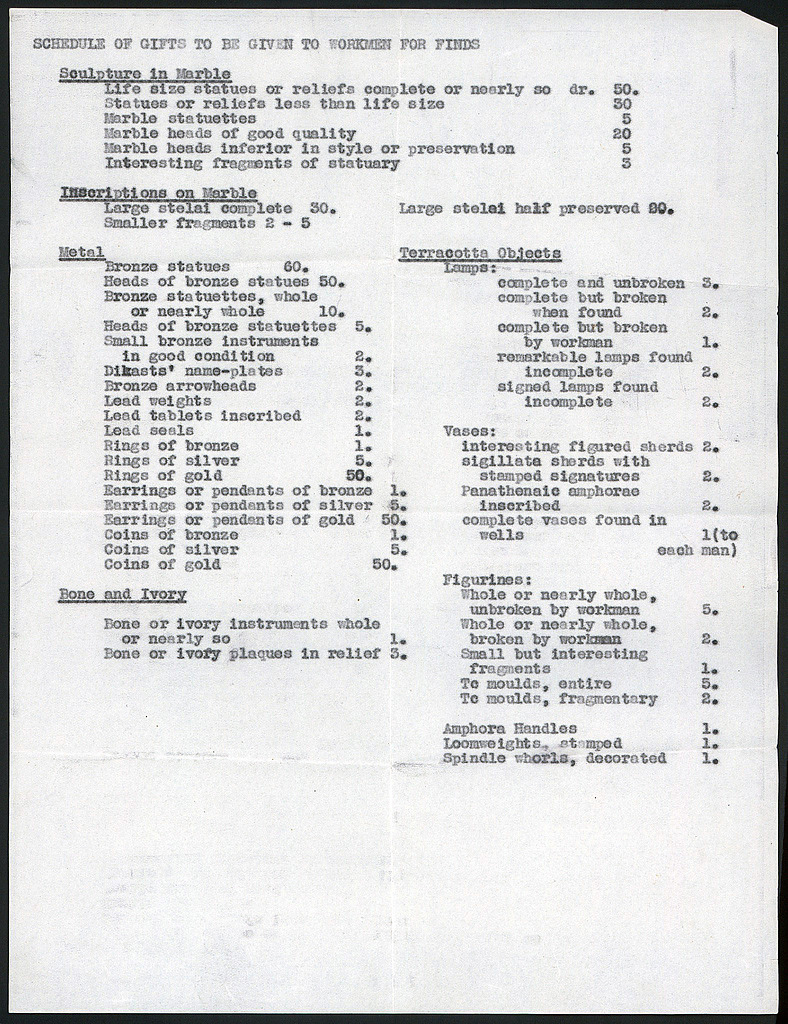 SCHEDULE OF GIFTS TO BE GIVEN TO WORKMEN FOR FINDS
Sculpture in Marble
Life size statues or reliefs complete or nearly so dr. 50.
Statues or reliefs less than life size 30
Marble statuettes 5
Marble heads of good quality 20
Marble heads inferior in style or preservation 5
Interesting fragments of statuary 3
Inscriptions on Marble
Large stelai complete 30. Large stelai half preserved 20.
Smaller fragments 2 - 5
Metal
Bronze statues 60.
Heads of bronze statues 50.
Bronze statuettes, whole
or nearly whole 10.
Heads of bronze statuettes 5.
Small bronze instruments
in good condition 2.
Dikasts' name-plates 3.
Bronze arrowheads 2.
Lead weights 2.
Lead tablets inscribed 2.
Lead seals 1.
Rings of bronze 1.
Rings of silver 5.
Rings of gold 50.
Earrings or pendants of bronze 1.
Earrings or pendants of silver 5.
Earrings or pendants of gold 50.
Coins of bronze 1.
Coins of silver 5.
Coins of gold 50.
Bone and Ivory
Bone or ivory instruments whole
or nearly so 1.
Bone or ivory plaques in relief 3.
Terracotta Objects
Lamps:
complete and unbroken 3.
complete but broken
when found 2.
complete but broken
by workman 1.
remarkable lamps found
incomplete 2.
signed lamps found
incomplete 2.
Vases:
interesting figured sherds 2.
sigillata sherds with
stamped signatures 2.
Panathenaic amphorae
inscribed 2.
complete vases found in
wells 1(to
each man)
Figurines:
Whole or nearly whole,
unbroken by workman 5.
Whole or nearly whole,
broken by workman 2.
Small but interesting
fragments 1.
Tc moulds, entire 5.
Tc moulds, fragmentary 2.
Amphora Handles 1.
Loomweights, stamped 1.
Spindle whorls, decorated 1.